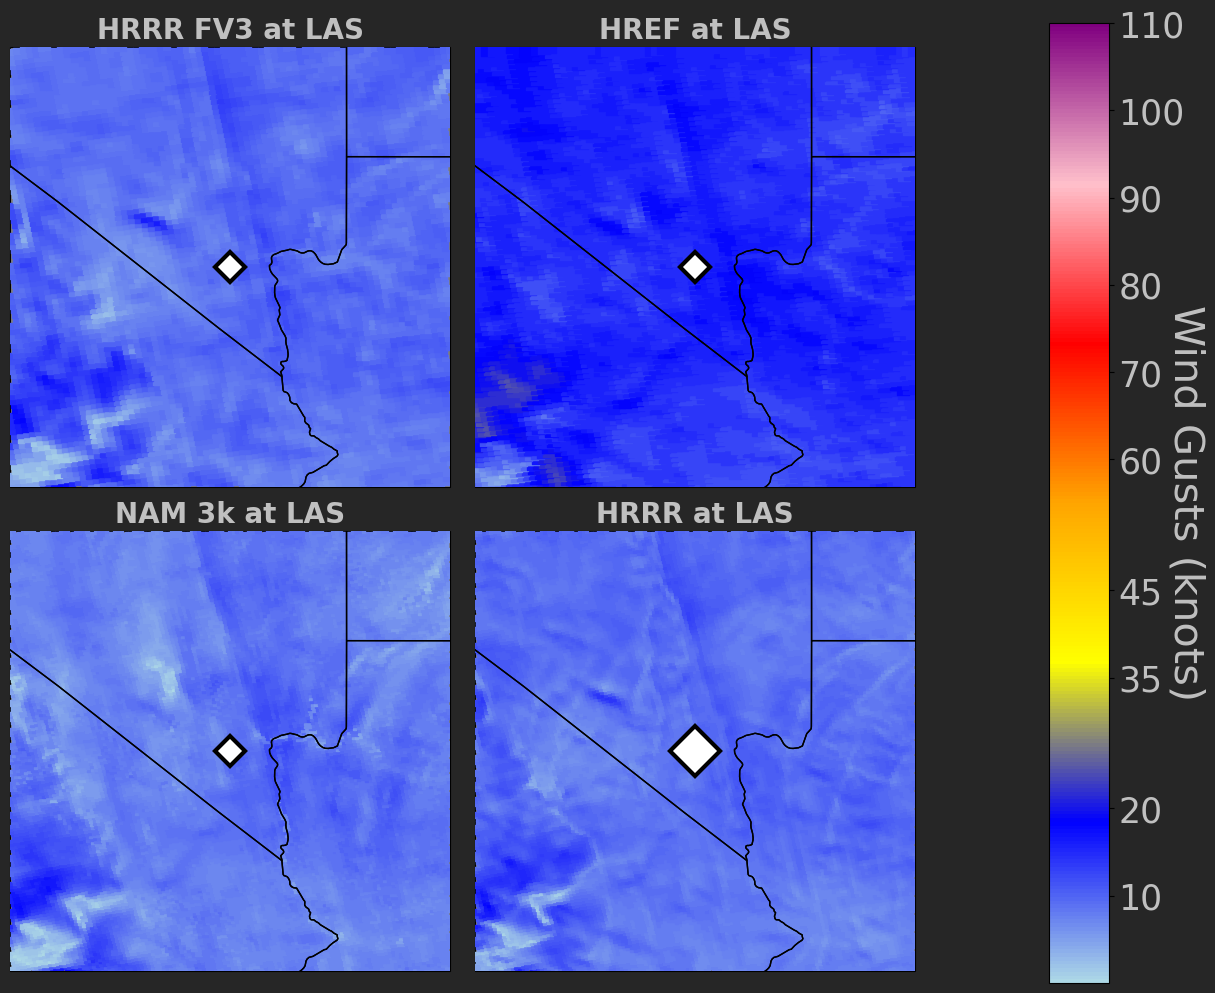 HRRR FV3 at LAS
HREF at LAS
NAM 3k at LAS
HRRR at LAS
110
100
90
80
70
60
45
35
20
10
Wind Gusts (knots)